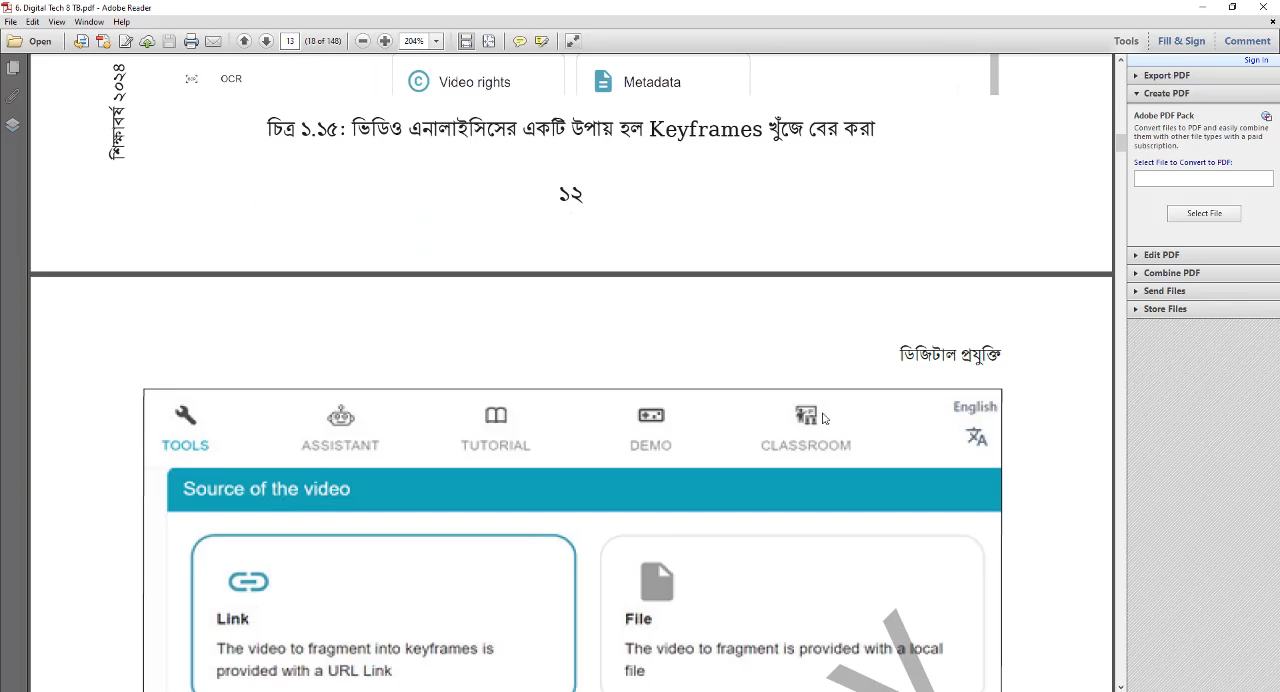 6. Digital Tech 8 TB.pdf - Adobe Reader
File Edit View Window Help
Open 13 (18 of 148) 204% Tools Fill & Sign Comment
Sign In
Export PDF
Create PDF
Adobe PDF Pack
Convert files to PDF and easily combine them with other file types with a paid subscription.
Select File to Convert to PDF:
Select File
Edit PDF
Combine PDF
Send Files
Store Files
শিক্ষাবর্ষ ২০২৪
OCR
Video rights
Metadata
চিত্র ১.১৫: ভিডিও এনালাইসিসের একটি উপায় হল Keyframes খুঁজে বের করা
১২
ডিজিটাল প্রযুক্তি
TOOLS ASSISTANT TUTORIAL DEMO CLASSROOM English
Source of the video
Link
The video to fragment into keyframes is
provided with a URL Link
File
The video to fragment is provided with a local
file